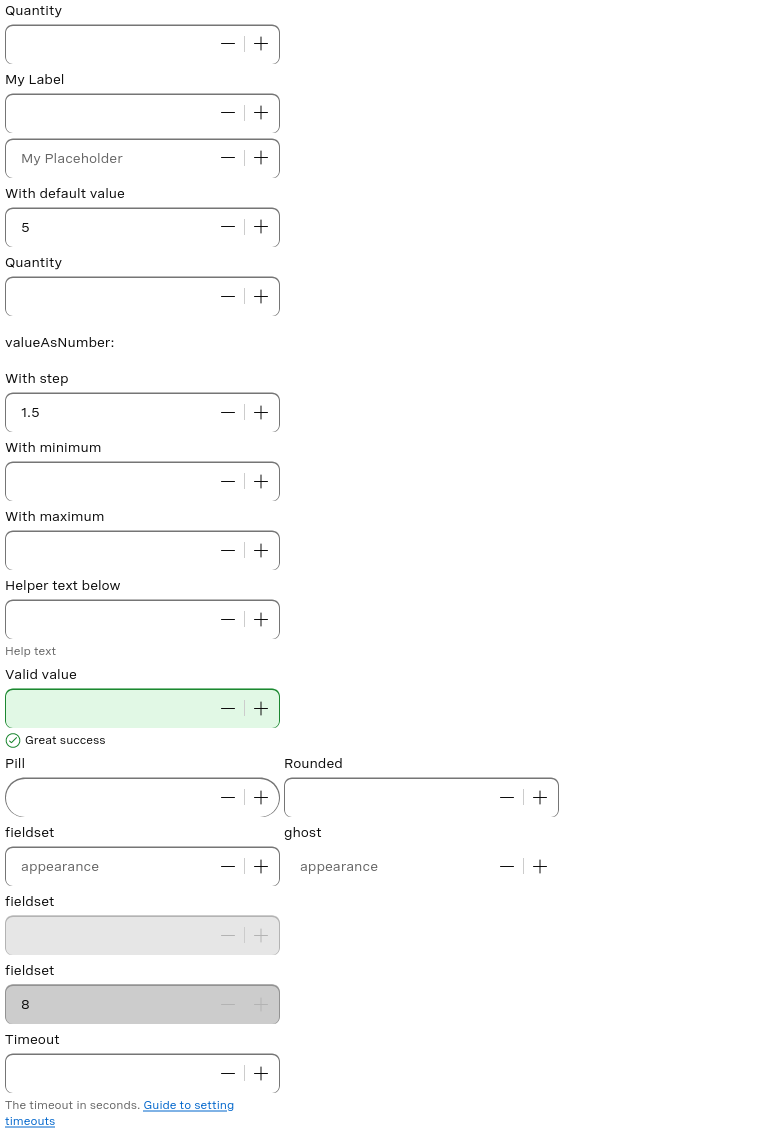 Quantity
My Label
My Placeholder
With default value
5
Quantity
valueAsNumber:
With step
1.5
With minimum
With maximum
Helper text below
Help text
Valid value
Great success
Pill Rounded
fieldset ghost
appearance appearance
fieldset
fieldset
8
Timeout
The timeout in seconds. Guide to setting
timeouts